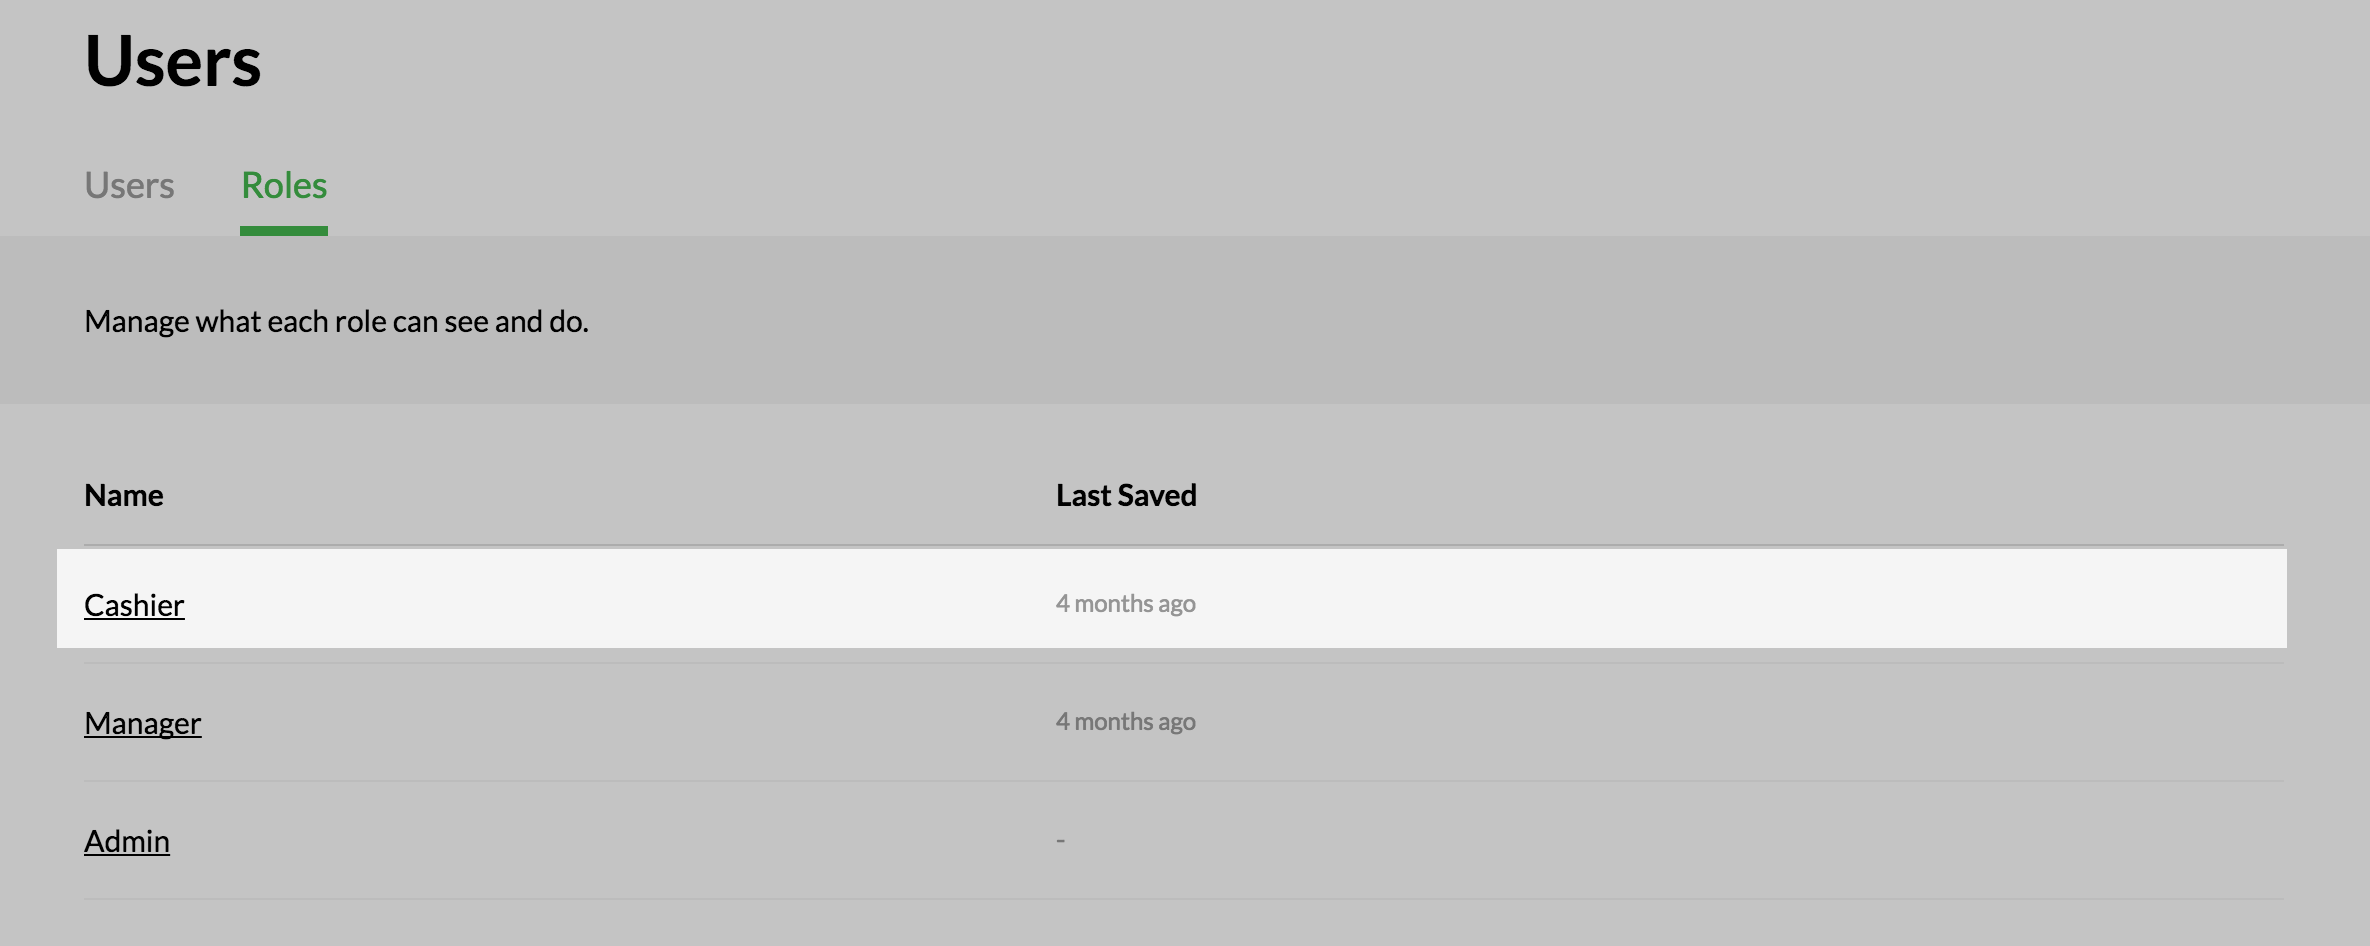 Users
Users Roles
Manage what each role can see and do.
Name Last Saved
Cashier 4 months ago
Manager 4 months ago
Admin -